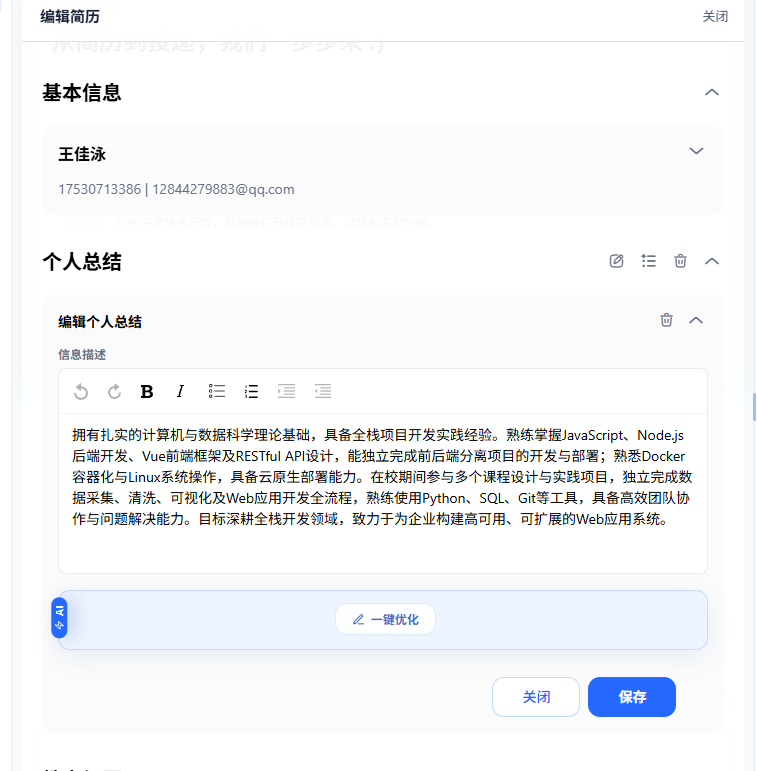 编辑简历
关闭
从简历到投递，我们一步步来 :)
基本信息
王佳泳
17530713386 | 12844279883@qq.com
个人总结
编辑个人总结
信息描述
B I
拥有扎实的计算机与数据科学理论基础，具备全栈项目开发实践经验。熟练掌握JavaScript、Node.js
后端开发、Vue前端框架及RESTful API设计，能独立完成前后端分离项目的开发与部署；熟悉Docker
容器化与Linux系统操作，具备云原生部署能力。在校期间参与多个课程设计与实践项目，独立完成数
据采集、清洗、可视化及Web应用开发全流程，熟练使用Python、SQL、Git等工具，具备高效团队协
作与问题解决能力。目标深耕全栈开发领域，致力于为企业构建高可用、可扩展的Web应用系统。
AI
一键优化
关闭
保存